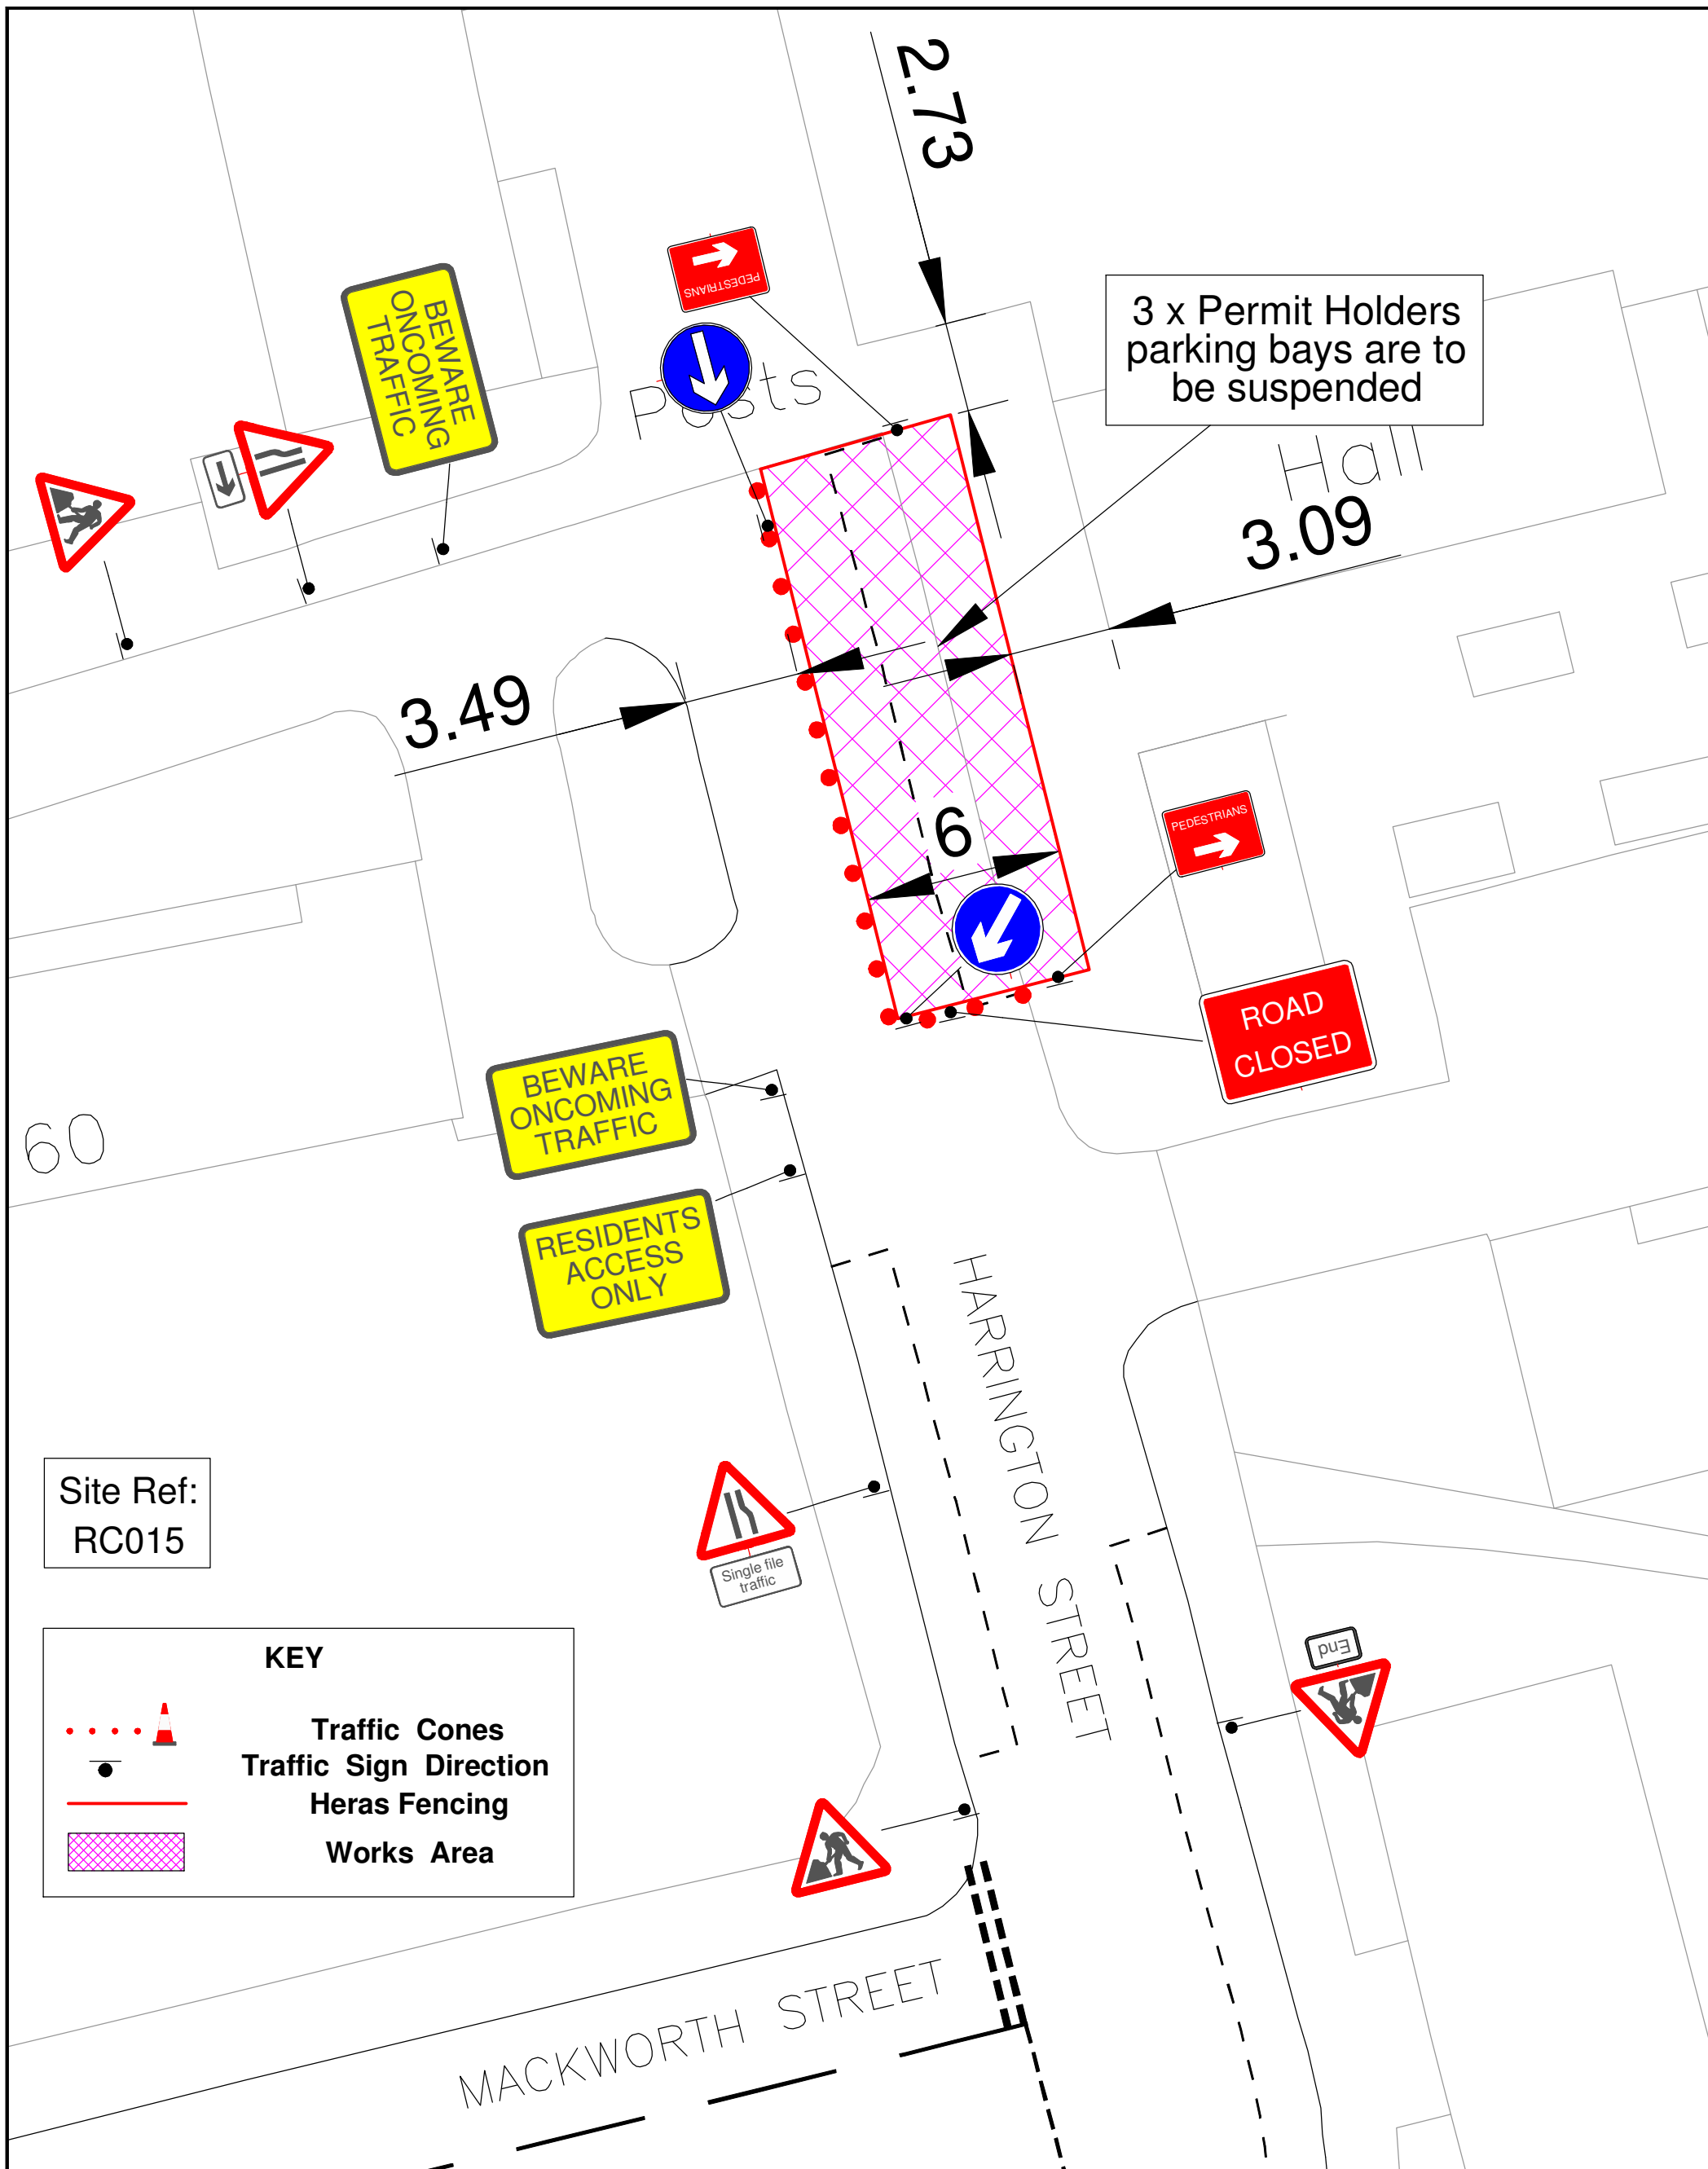 2.73
PEDESTRIANS
BEWARE
ONCOMING
TRAFFIC
Posts
3 x Permit Holders
parking bays are to
be suspended
Hall
3.09
3.49
6
PEDESTRIANS
ROAD
CLOSED
BEWARE
ONCOMING
TRAFFIC
60
RESIDENTS
ACCESS
ONLY
HARRINGTON STREET
Site Ref:
RC015
Single file
traffic
End
KEY
Traffic Cones
Traffic Sign Direction
Heras Fencing
Works Area
MACKWORTH STREET